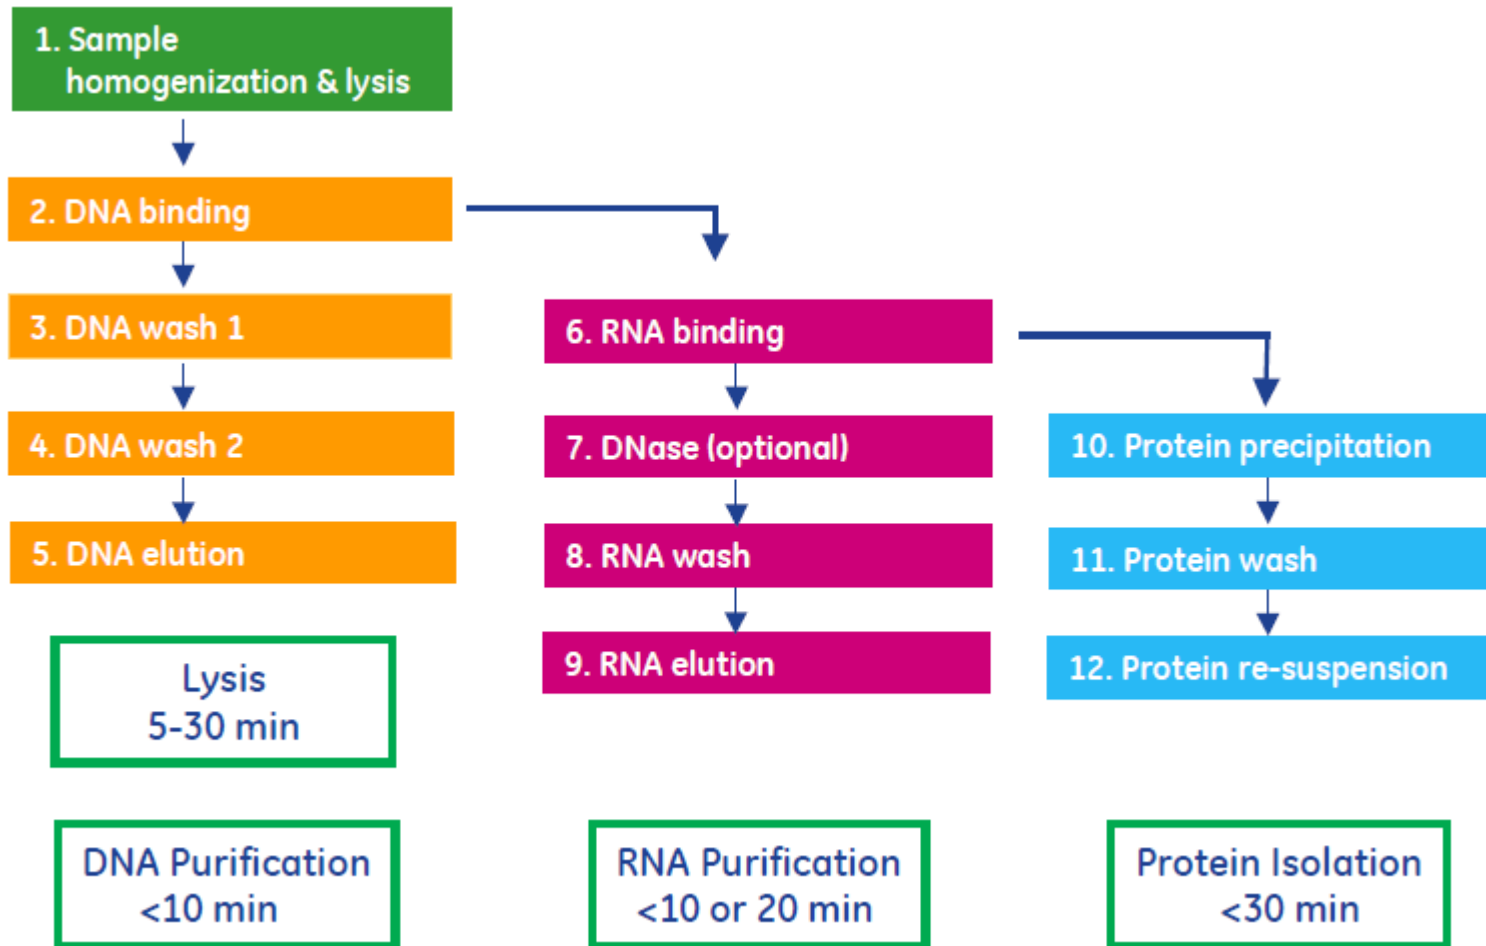 1. Sample
homogenization & lysis
2. DNA binding
3. DNA wash 1
4. DNA wash 2
5. DNA elution
6. RNA binding
7. DNase (optional)
8. RNA wash
9. RNA elution
10. Protein precipitation
11. Protein wash
12. Protein re-suspension
Lysis
5-30 min
DNA Purification
<10 min
RNA Purification
<10 or 20 min
Protein Isolation
<30 min